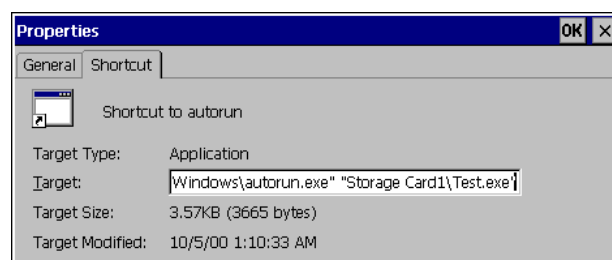 Properties OK ×
General Shortcut
Shortcut to autorun
Target Type: Application
Target: Windows\autorun.exe" "Storage Card1\Test.exe"
Target Size: 3.57KB (3665 bytes)
Target Modified: 10/5/00 1:10:33 AM